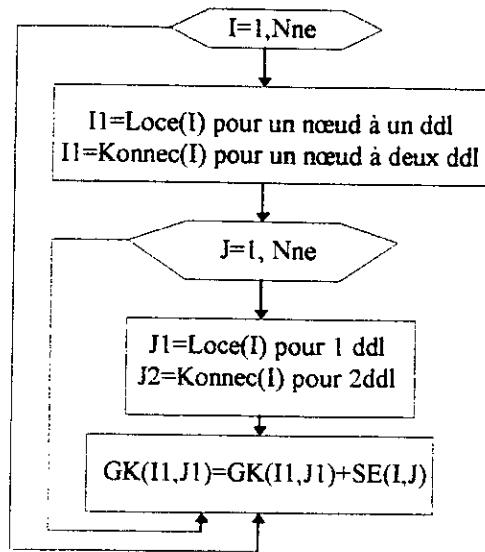 I=1,Nne
I1=Loce(I) pour un nœud à un ddl
I1=Konnec(I) pour un nœud à deux ddl
J=1, Nne
J1=Loce(I) pour 1 ddl
J2=Konnec(I) pour 2ddl
GK(I1,J1)=GK(I1,J1)+SE(I,J)